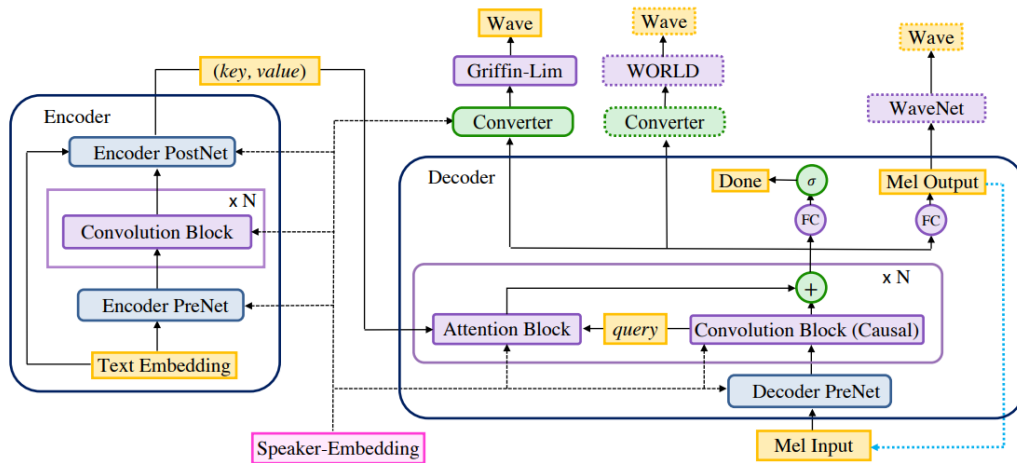 Wave
Wave
Wave
(key, value)
Griffin-Lim
WORLD
WaveNet
Encoder
Converter
Converter
Encoder PostNet
Decoder
Done
σ
Mel Output
x N
Convolution Block
FC
FC
x N
Encoder PreNet
+
Attention Block
query
Convolution Block (Causal)
Text Embedding
Decoder PreNet
Speaker-Embedding
Mel Input